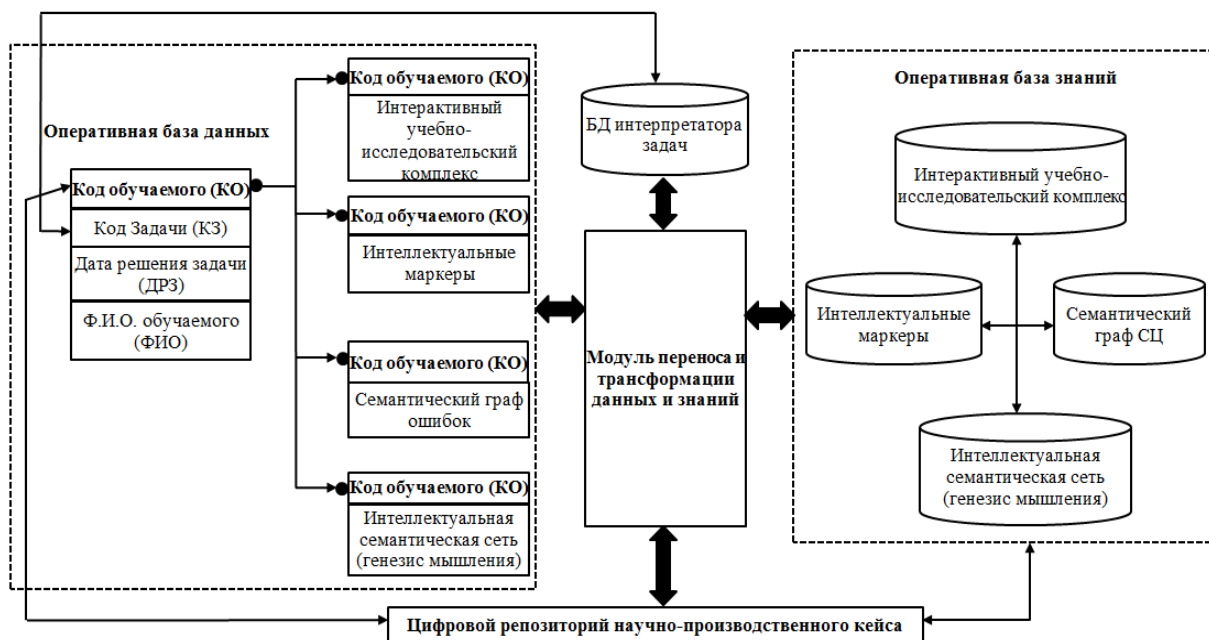 Оперативная база данных
Код обучаемого (КО)
Код Задачи (КЗ)
Дата решения задачи
(ДРЗ)
Ф.И.О. обучаемого
(ФИО)
Код обучаемого (КО)
Интерактивный
учебно-
исследовательский
комплекс
Код обучаемого (КО)
Интеллектуальные
маркеры
Код обучаемого (КО)
Семантический граф
ошибок
Код обучаемого (КО)
Интеллектуальная
семантическая сеть
(генезис мышления)
БД интерпретатора
задач
Модуль переноса и
трансформации
данных и знаний
Оперативная база знаний
Интерактивный учебно-
исследовательский комплекс
Интеллектуальные
маркеры
Семантический
граф СЦ
Интеллектуальная
семантическая сеть
(генезис мышления)
Цифровой репозиторий научно-производственного кейса